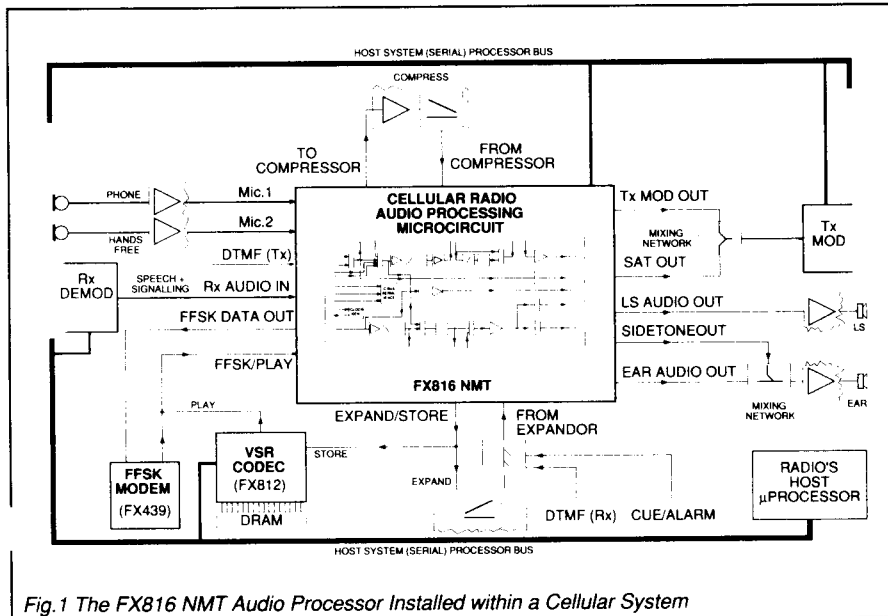 HOST SYSTEM (SERIAL) PROCESSOR BUS
COMPRESS
TO
COMPRESSOR
FROM
COMPRESSOR
PHONE
Mic.1
HANDS
FREE
Mic.2
DTMF (Tx)
Rx
DEMOD
SPEECH +
SIGNALLING
Rx AUDIO IN
FFSK DATA OUT
FFSK/PLAY
CELLULAR RADIO
AUDIO PROCESSING
MICROCIRCUIT
FX816 NMT
Tx MOD OUT
MIXING
NETWORK
Tx
MOD
SAT OUT
LS AUDIO OUT
LS
SIDETONEOUT
EAR AUDIO OUT
MIXING
NETWORK
EAR
PLAY
EXPAND/STORE
FROM
EXPANDOR
FFSK
MODEM
(FX439)
VSR
CODEC
(FX812)
STORE
DRAM
EXPAND
DTMF (Rx)
CUE/ALARM
RADIO'S
HOST
µPROCESSOR
HOST SYSTEM (SERIAL) PROCESSOR BUS
Fig.1 The FX816 NMT Audio Processor Installed within a Cellular System